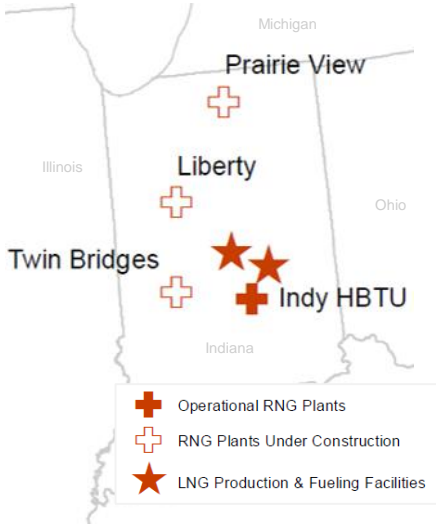 Michigan
Prairie View
Illinois
Liberty
Ohio
Twin Bridges
Indy HBTU
Indiana
Operational RNG Plants
RNG Plants Under Construction
LNG Production & Fueling Facilities